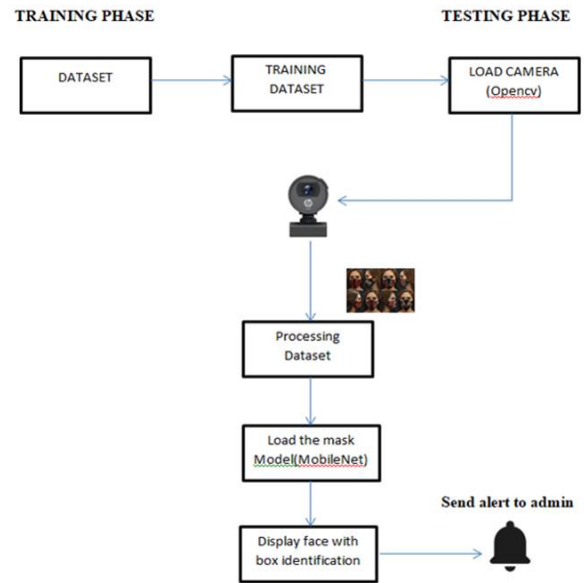 TRAINING PHASE
TESTING PHASE
DATASET
TRAINING
DATASET
LOAD CAMERA
(Opencv)
Processing
Dataset
Load the mask
Model(MobileNet)
Send alert to admin
Display face with
box identification